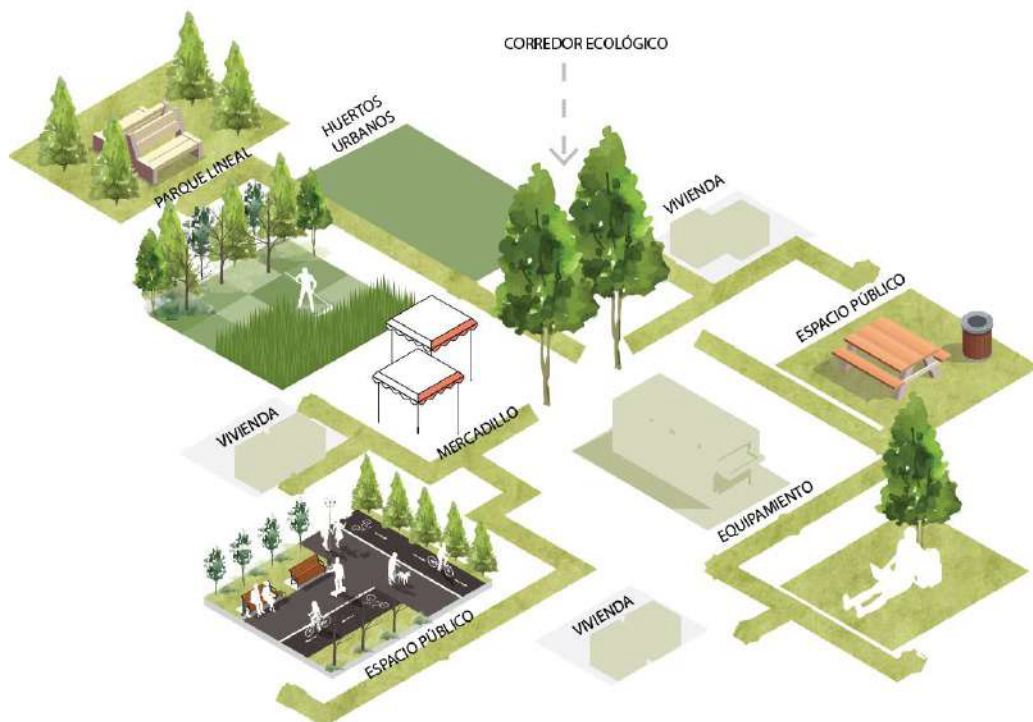 CORREDOR ECOLÓGICO
HUERTOS
URBANOS
PARQUE LINEAL
VIVIENDA
ESPACIO PÚBLICO
VIVIENDA
MERCADILLO
EQUIPAMIENTO
VIVIENDA
ESPACIO PÚBLICO